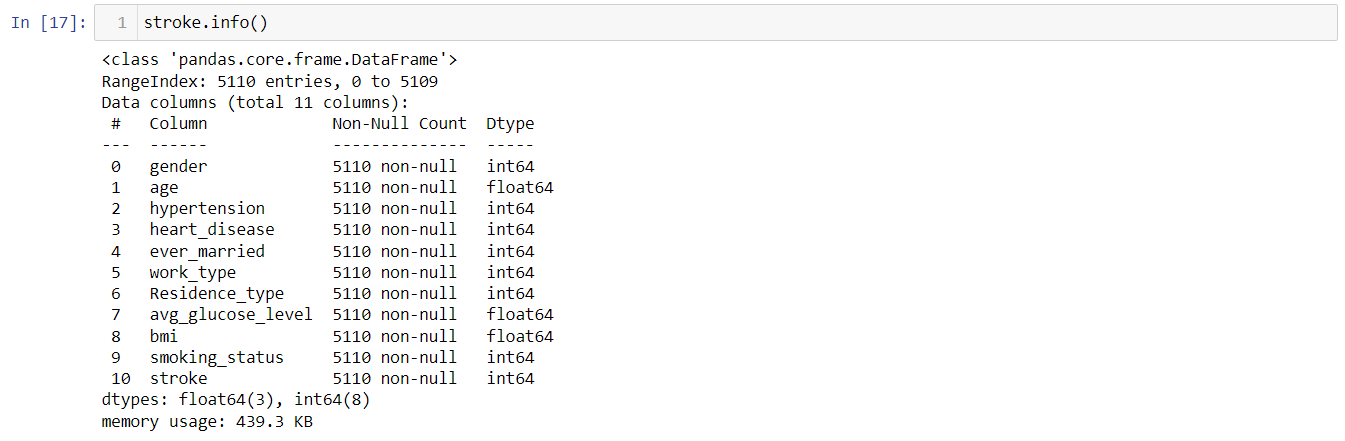 In [17]: 1 stroke.info()
<class 'pandas.core.frame.DataFrame'>
RangeIndex: 5110 entries, 0 to 5109
Data columns (total 11 columns):
 #   Column             Non-Null Count  Dtype
---  ------             --------------  -----
 0   gender             5110 non-null   int64
 1   age                5110 non-null   float64
 2   hypertension       5110 non-null   int64
 3   heart_disease      5110 non-null   int64
 4   ever_married       5110 non-null   int64
 5   work_type          5110 non-null   int64
 6   Residence_type     5110 non-null   int64
 7   avg_glucose_level  5110 non-null   float64
 8   bmi                5110 non-null   float64
 9   smoking_status     5110 non-null   int64
 10  stroke             5110 non-null   int64
dtypes: float64(3), int64(8)
memory usage: 439.3 KB